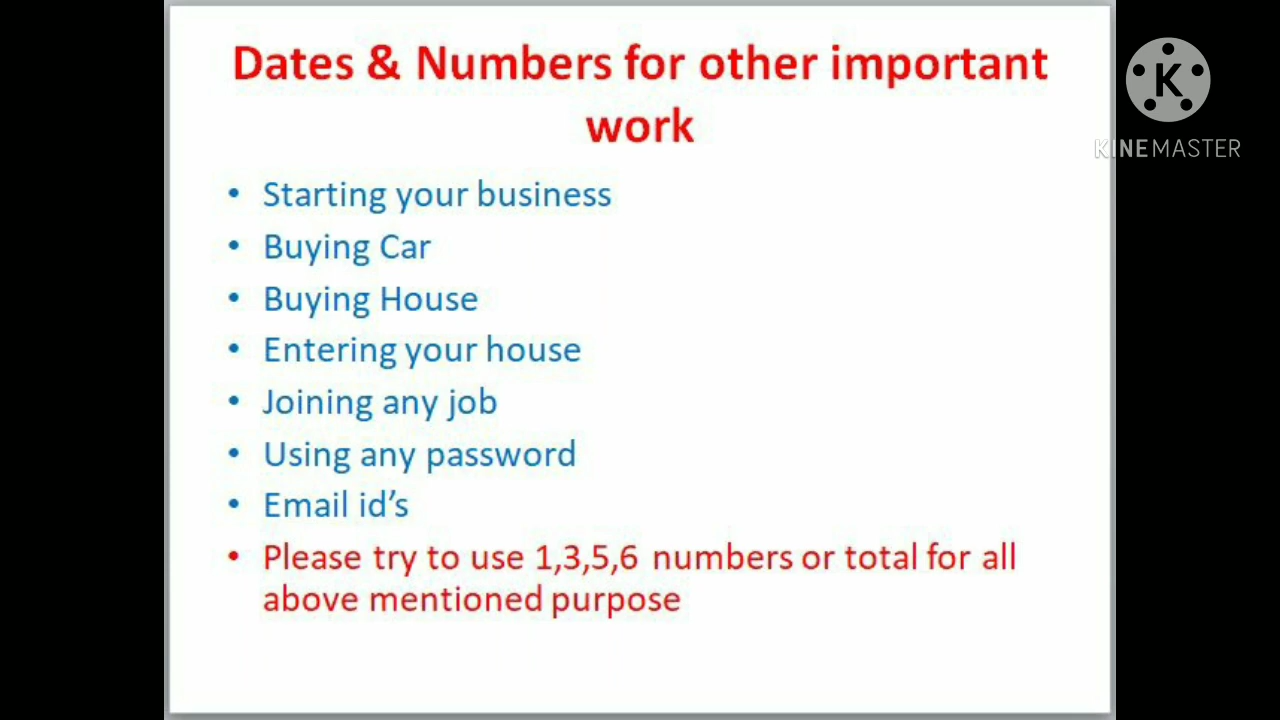 Dates & Numbers for other important
work
• Starting your business
• Buying Car
• Buying House
• Entering your house
• Joining any job
• Using any password
• Email id’s
• Please try to use 1,3,5,6 numbers or total for all
above mentioned purpose
K
KINEMASTER